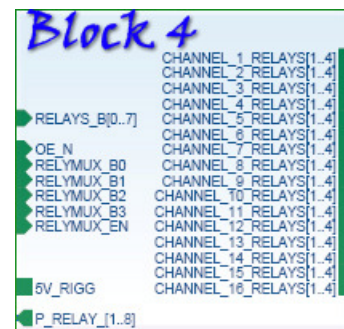 Block 4
CHANNEL_1_RELAYS[1..4]
CHANNEL_2_RELAYS[1..4]
CHANNEL_3_RELAYS[1..4]
CHANNEL_4_RELAYS[1..4]
RELAYS_B[0..7]
CHANNEL_5_RELAYS[1..4]
CHANNEL_6_RELAYS[1..4]
OE_N
CHANNEL_7_RELAYS[1..4]
RELYMUX_B0
CHANNEL_8_RELAYS[1..4]
RELYMUX_B1
CHANNEL_9_RELAYS[1..4]
RELYMUX_B2
CHANNEL_10_RELAYS[1..4]
RELYMUX_B3
CHANNEL_11_RELAYS[1..4]
RELYMUX_EN
CHANNEL_12_RELAYS[1..4]
CHANNEL_13_RELAYS[1..4]
CHANNEL_14_RELAYS[1..4]
CHANNEL_15_RELAYS[1..4]
5V_RIGG
CHANNEL_16_RELAYS[1..4]
P_RELAY_[1..8]